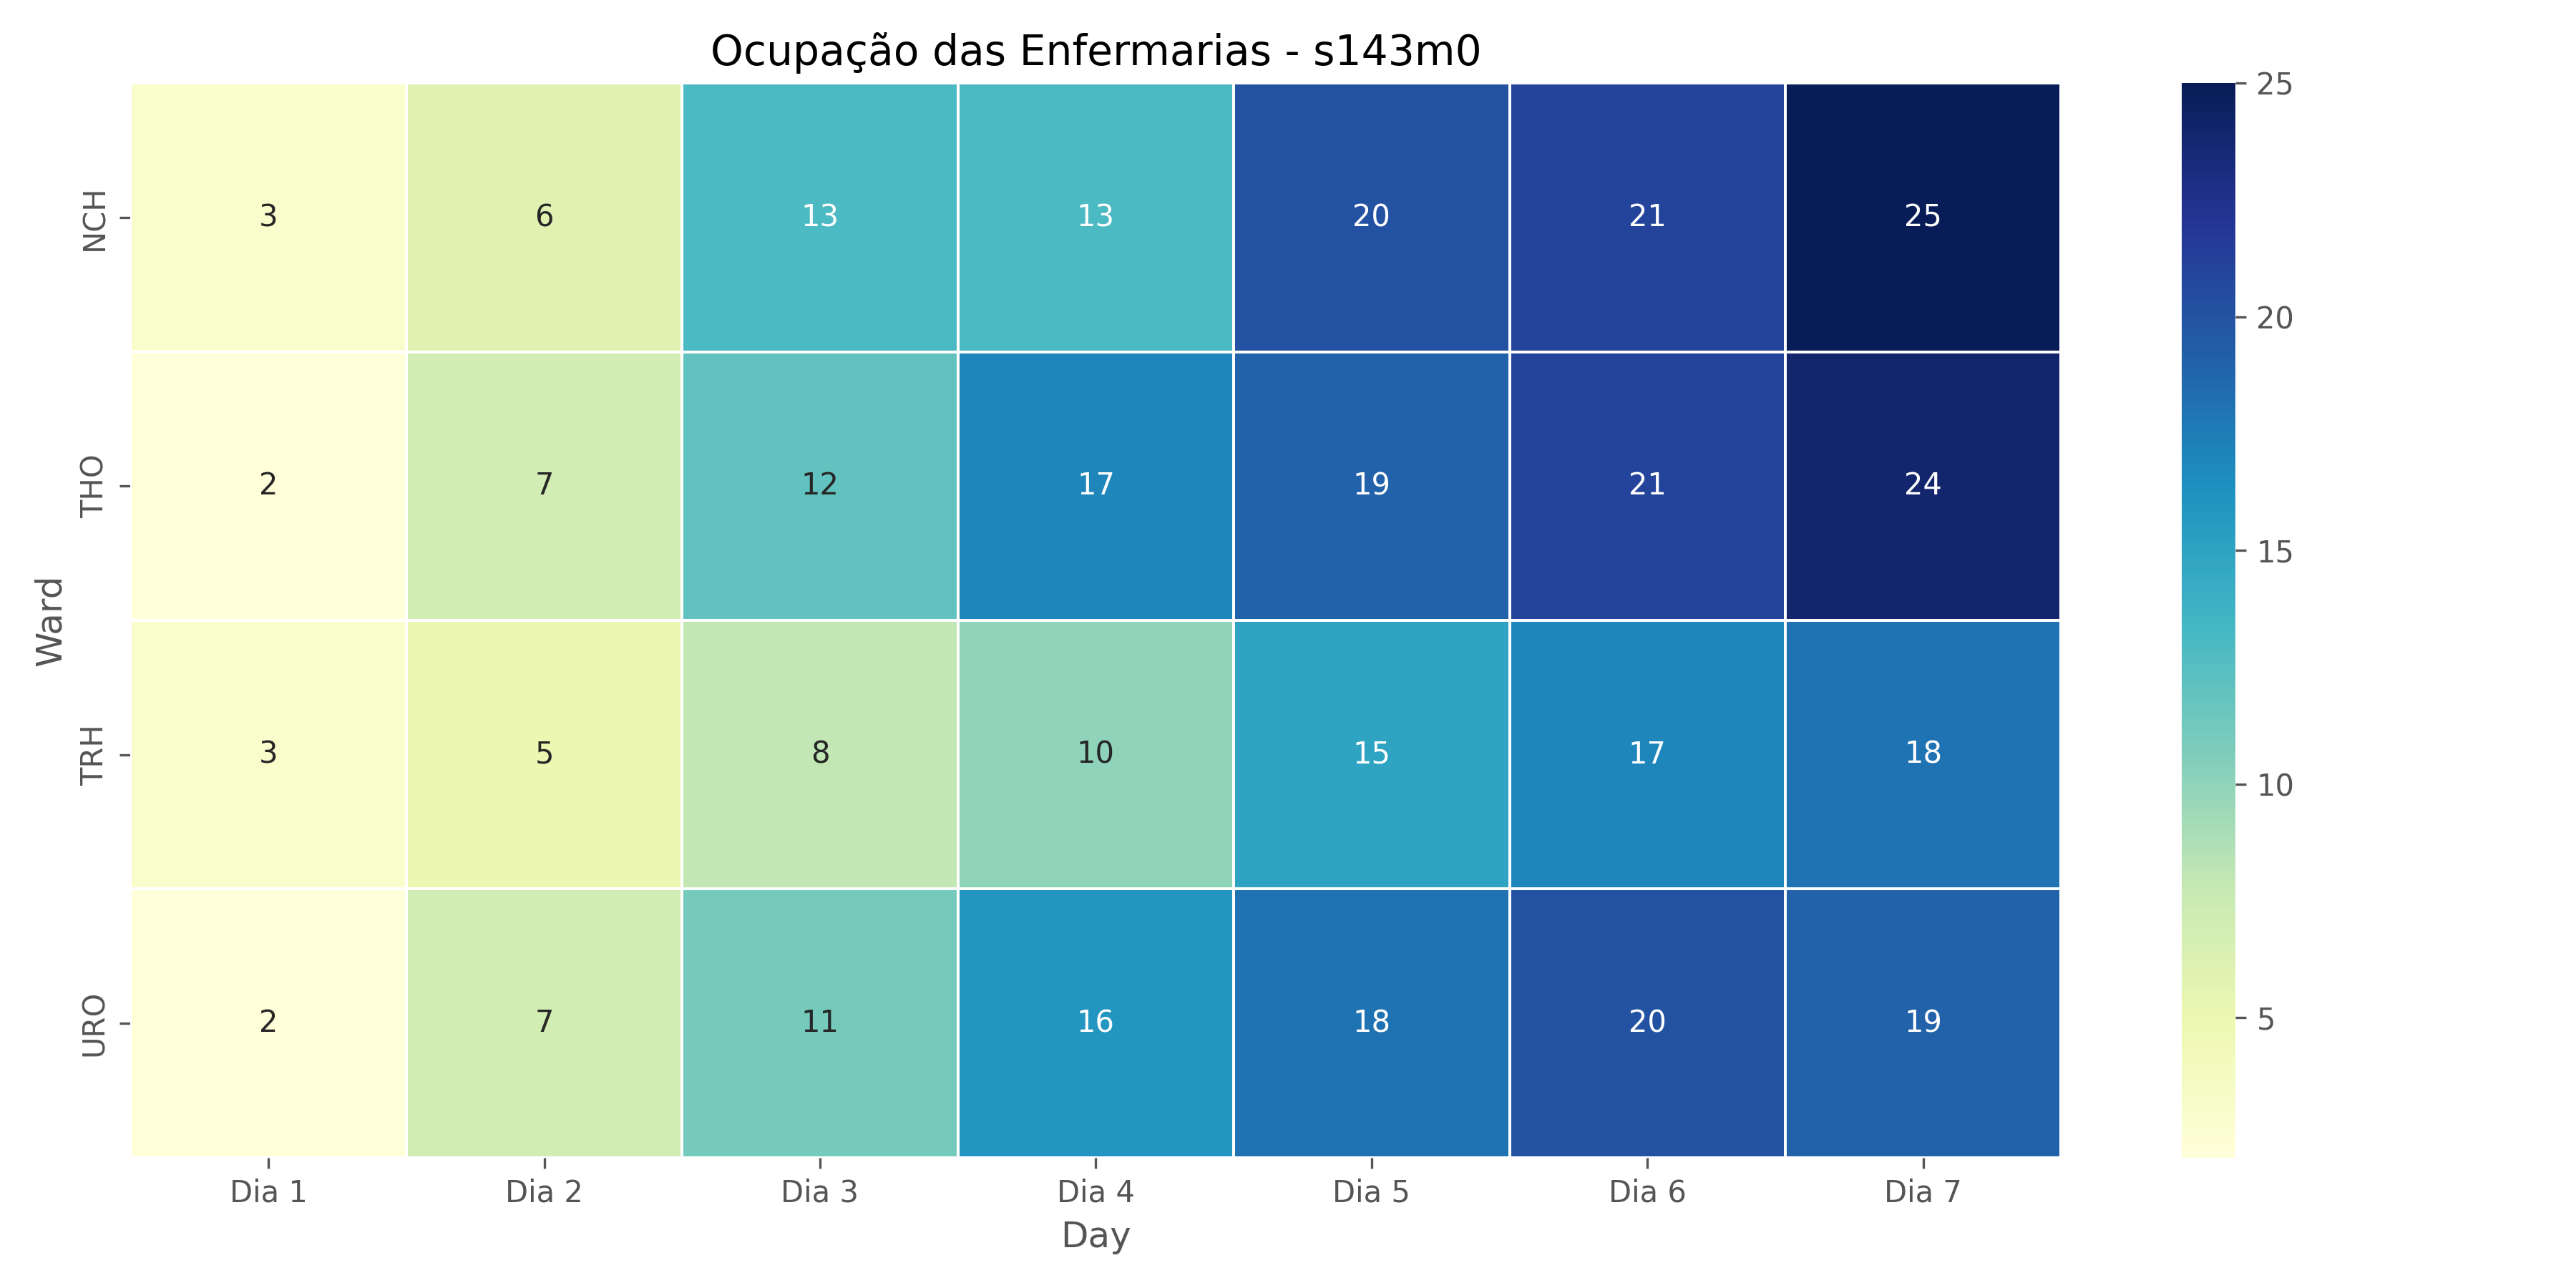 Ocupação das Enfermarias - s143m0
NCH
3 6 13 13 20 21 25
THO
2 7 12 17 19 21 24
TRH
3 5 8 10 15 17 18
URO
2 7 11 16 18 20 19
Ward
Dia 1 Dia 2 Dia 3 Dia 4 Dia 5 Dia 6 Dia 7
Day
25
20
15
10
5